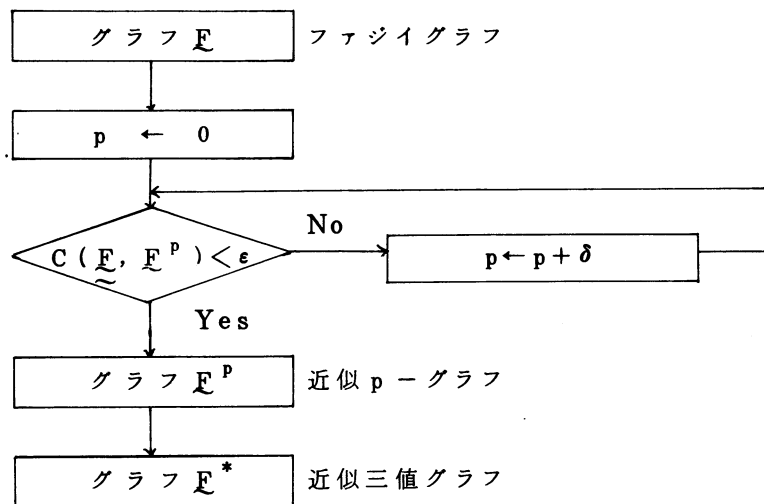 グラフ F̰ ファジイグラフ
p ← 0
C ( F̰, F̰^p ) < ε
No
p ← p + δ
Yes
グラフ F̰^p 近似 p － グラフ
グラフ F̰^* 近似三値グラフ